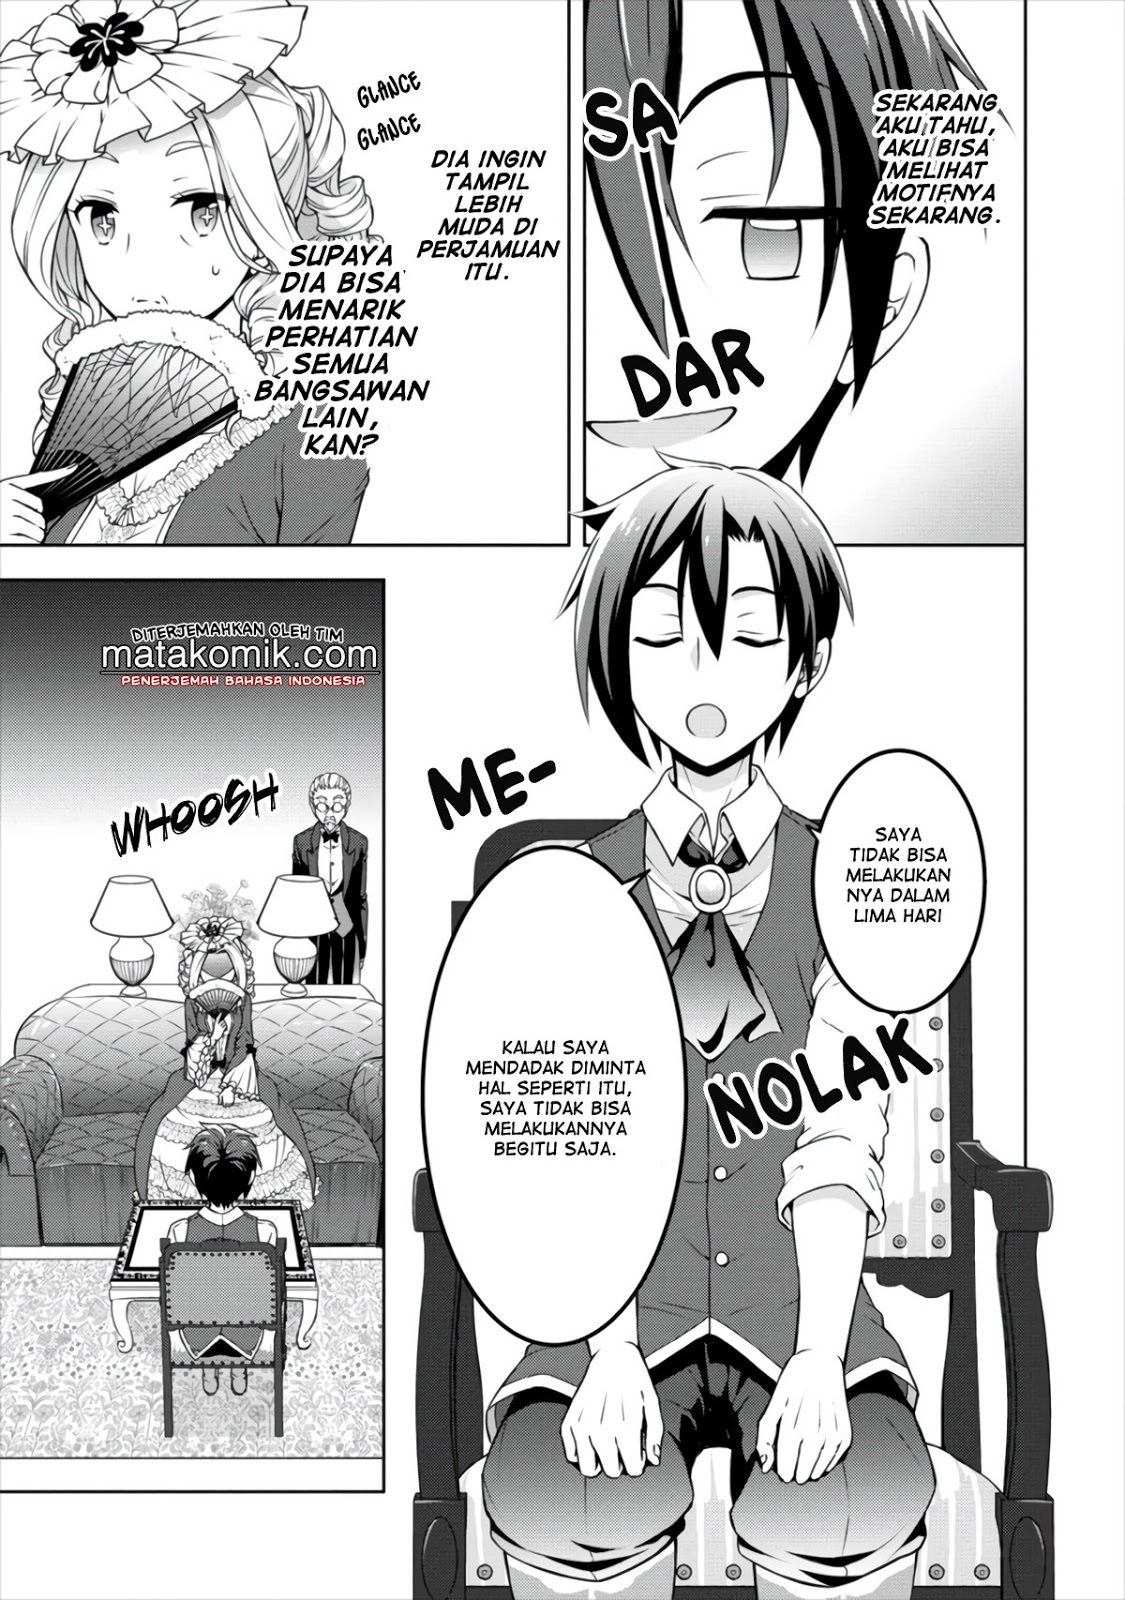 SEKARANG
AKU TAHU,
AKU BISA
MELIHAT
MOTIFNYA
SEKARANG.
SA
DAR
GLANCE
GLANCE
DIA INGIN
TAMPIL
LEBIH
MUDA DI
PERJAMUAN
ITU.
SUPAYA
DIA BISA
MENARIK
PERHATIAN
SEMUA
BANGSAWAN
LAIN,
KAN?
SAYA
TIDAK BISA
MELAKUKAN
NYA DALAM
LIMA HARI
ME-
NOLAK
KALAU SAYA
MENDADAK DIMINTA
HAL SEPERTI ITU,
SAYA TIDAK BISA
MELAKUKANNYA
BEGITU SAJA.
DITERJEMAHKAN OLEH TIM
matakomik.com
PENERJEMAH BAHASA INDONESIA
WHOOSH